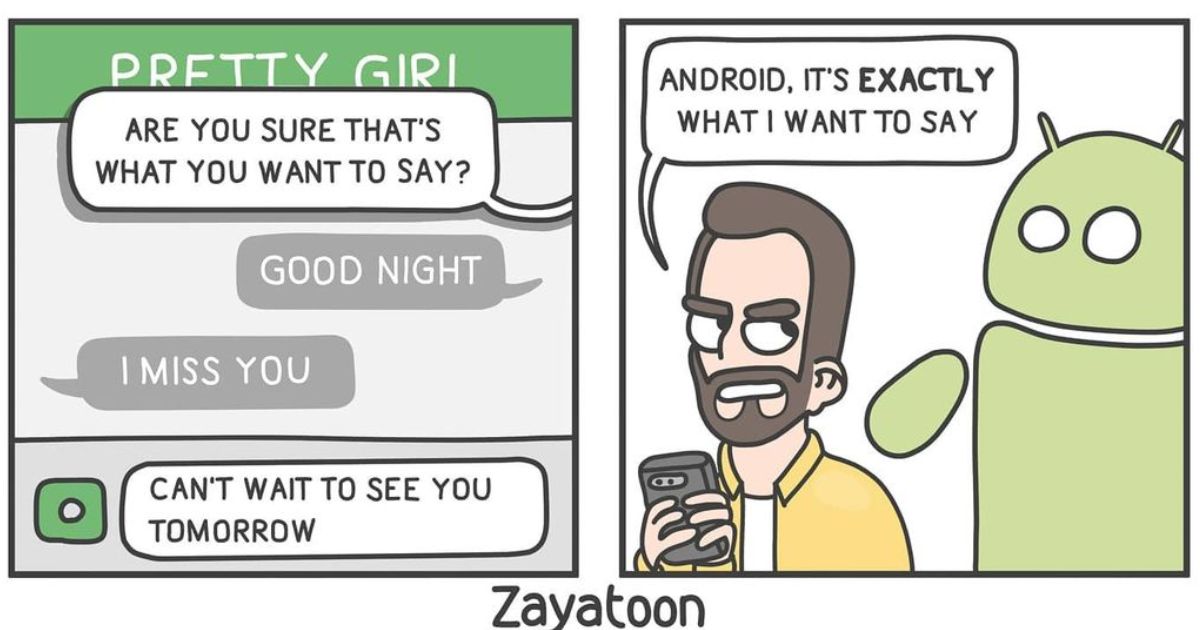 PRETTY GIRL
ARE YOU SURE THAT'S
WHAT YOU WANT TO SAY?
GOOD NIGHT
I MISS YOU
CAN'T WAIT TO SEE YOU
TOMORROW
ANDROID, IT'S EXACTLY
WHAT I WANT TO SAY
Zayatoon